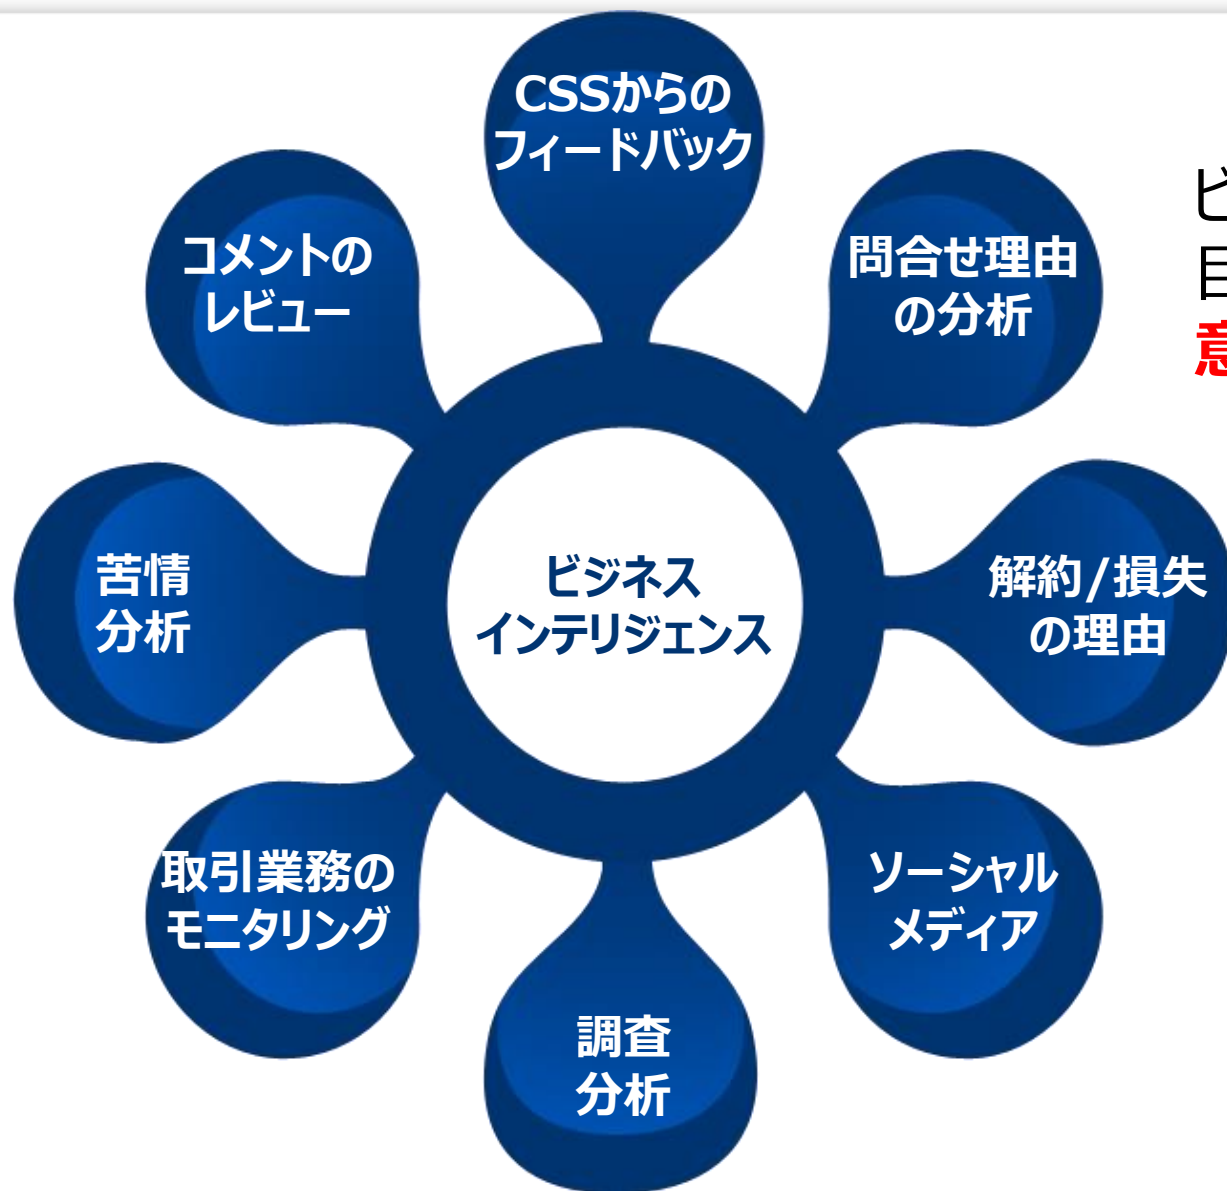 CSSからの
フィードバック
コメントの
レビュー
問合せ理由
の分析
苦情
分析
ビジネス
インテリジェンス
解約/損失
の理由
取引業務の
モニタリング
ソーシャル
メディア
調査
分析
ビ
目
意